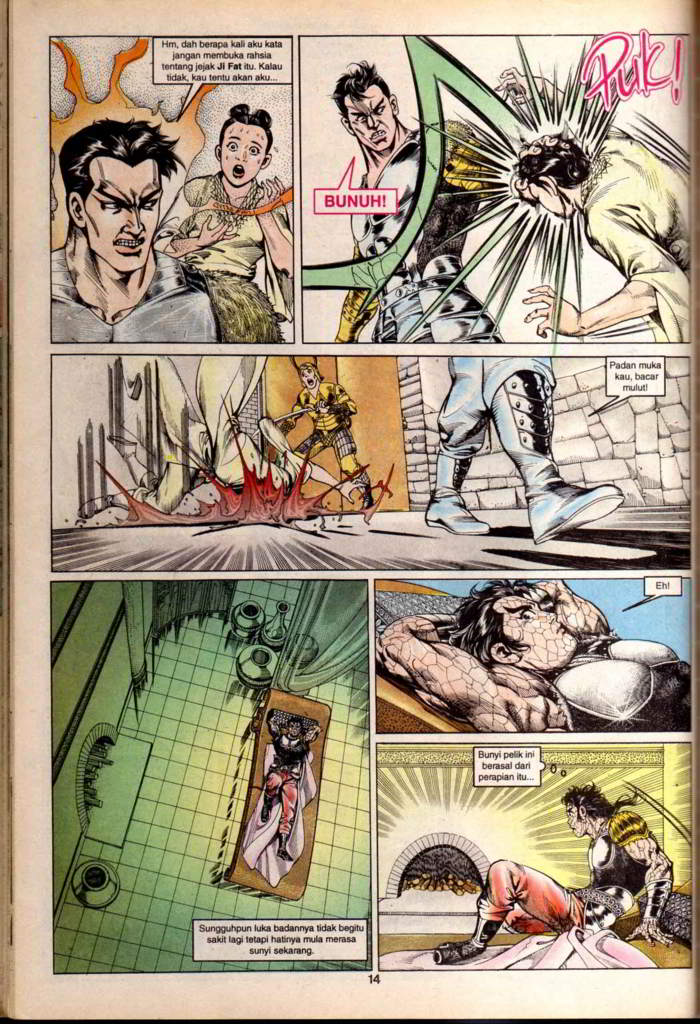 Hm, dah berapa kali aku kata
jangan membuka rahsia
tentang jejak Ji Fat itu. Kalau
tidak, kau tentu akan aku...
BUNUH!
Puk!
Padan muka
kau, bacar
mulut!
Eh!
Sungguhpun luka badannya tidak begitu
sakit lagi tetapi hatinya mula merasa
sunyi sekarang.
Bunyi pelik ini
berasal dari
perapian itu...
14